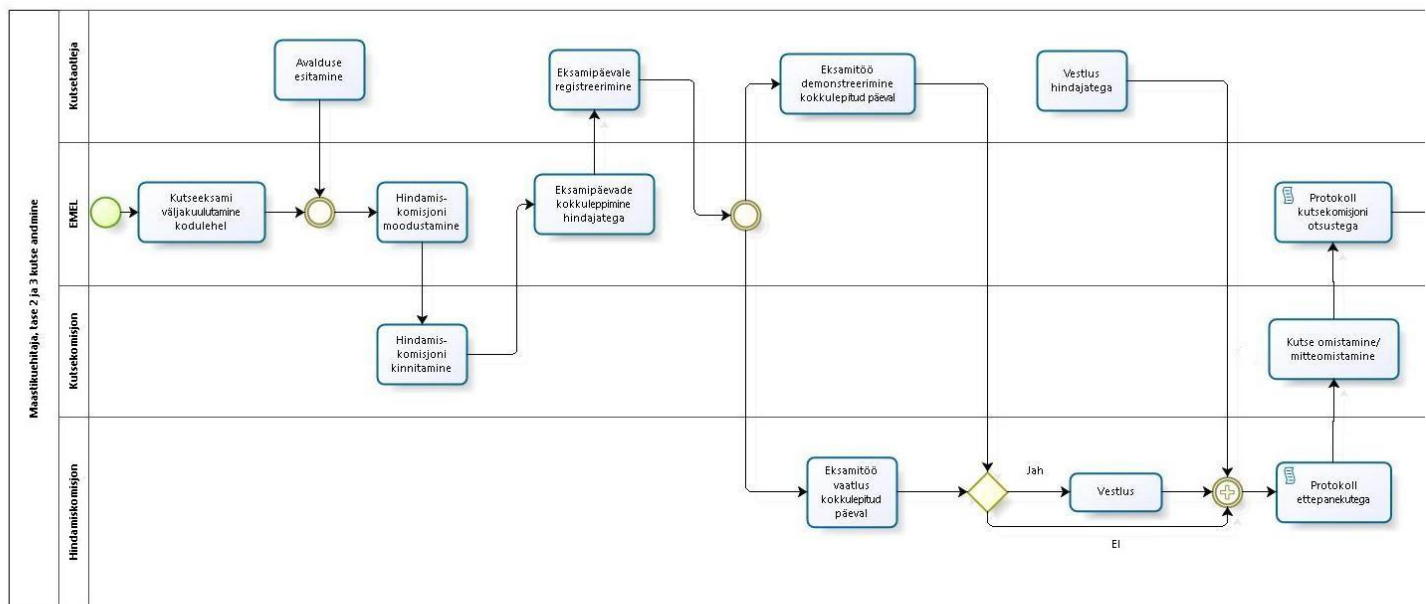 Maastikuehitaja, tase 2 ja 3 kutse andmine
Kutsetaotleja
Avalduse
esitamine
Eksamipäevale
registreerimine
Eksamitöö
demonstreerimine
kokkulepitud päeval
Vestlus
hindajatega
EMEL
Kutseeksami
väljakuulutamine
kodulehel
Hindamis-
komisjoni
moodustamine
Eksamipäevade
kokkuleppimine
hindajatega
Protokoll
kutsekomisjoni
otsustega
Kutsekomisjon
Hindamis-
komisjoni
kinnitamine
Kutse omistamine/
mitteomistamine
Hindamiskomisjon
Eksamitöö
vaatlus
kokkulepitud
päeval
Jah
Vestlus
EI
Protokoll
ettepanekutega